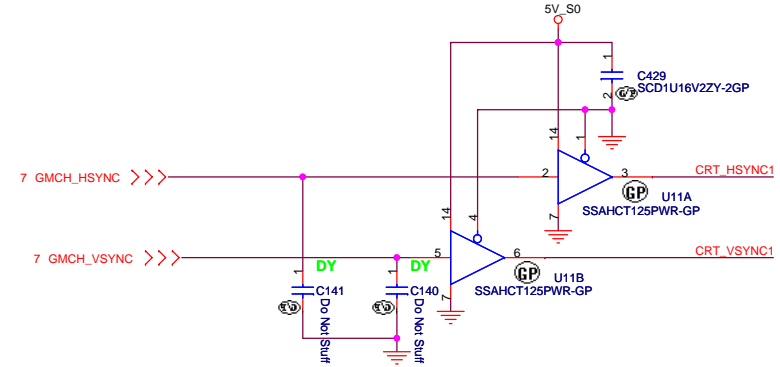 5V_S0
1
C429
SCD1U16V2ZY-2GP
2
G/P
14
1
7 GMCH_HSYNC
2
3
CRT_HSYNC1
GP
U11A
SSAHCT125PWR-GP
7
14
4
7 GMCH_VSYNC
5
6
CRT_VSYNC1
1
DY
1
DY
GP
U11B
SSAHCT125PWR-GP
C141
C140
7
Do Not Stuff
Do Not Stuff